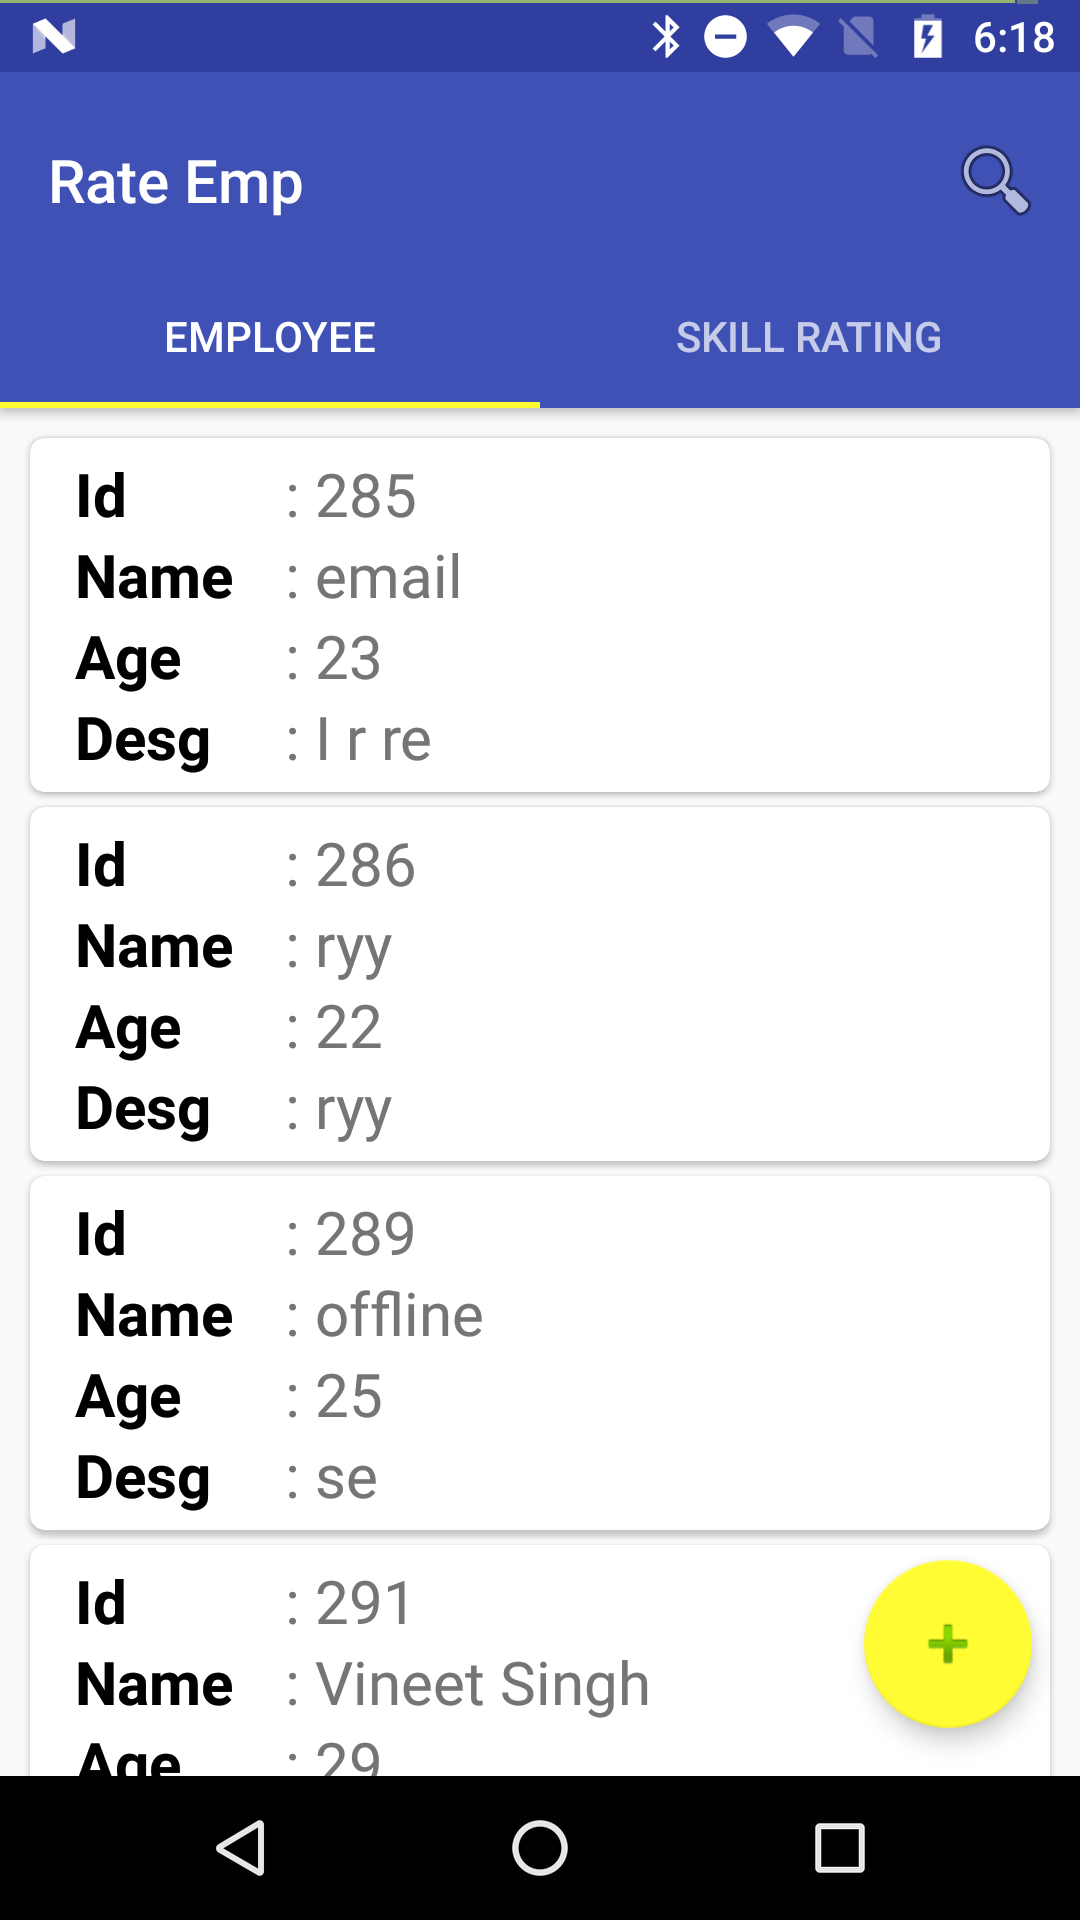 6:18
Rate Emp
EMPLOYEE SKILL RATING
Id : 285
Name : email
Age : 23
Desg : I r re
Id : 286
Name : ryy
Age : 22
Desg : ryy
Id : 289
Name : offline
Age : 25
Desg : se
Id : 291
Name : Vineet Singh
Age : 29